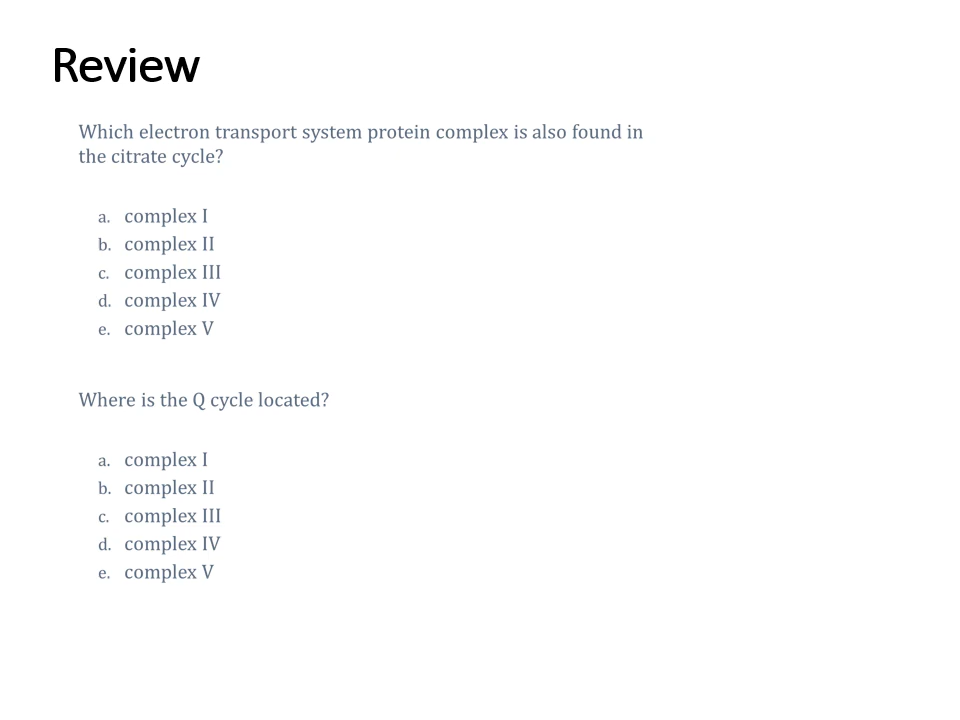 Review
Which electron transport system protein complex is also found in
the citrate cycle?
a. complex I
b. complex II
c. complex III
d. complex IV
e. complex V
Where is the Q cycle located?
a. complex I
b. complex II
c. complex III
d. complex IV
e. complex V